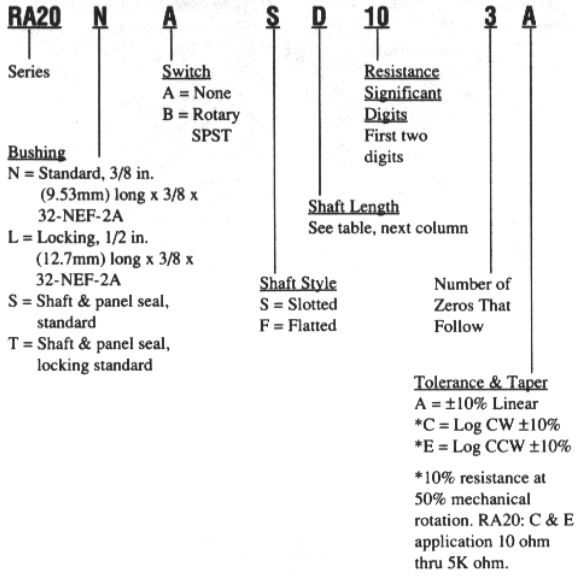 RA20 N A S D 10 3 A
Series
Switch
A = None
B = Rotary
SPST
Resistance
Significant
Digits
First two
digits
Bushing
N = Standard, 3/8 in.
(9.53mm) long x 3/8 x
32-NEF-2A
L = Locking, 1/2 in.
(12.7mm) long x 3/8 x
32-NEF-2A
S = Shaft & panel seal,
standard
T = Shaft & panel seal,
locking standard
Shaft Length
See table, next column
Shaft Style
S = Slotted
F = Flatted
Number of
Zeros That
Follow
Tolerance & Taper
A = ±10% Linear
*C = Log CW ±10%
*E = Log CCW ±10%
*10% resistance at
50% mechanical
rotation. RA20: C & E
application 10 ohm
thru 5K ohm.